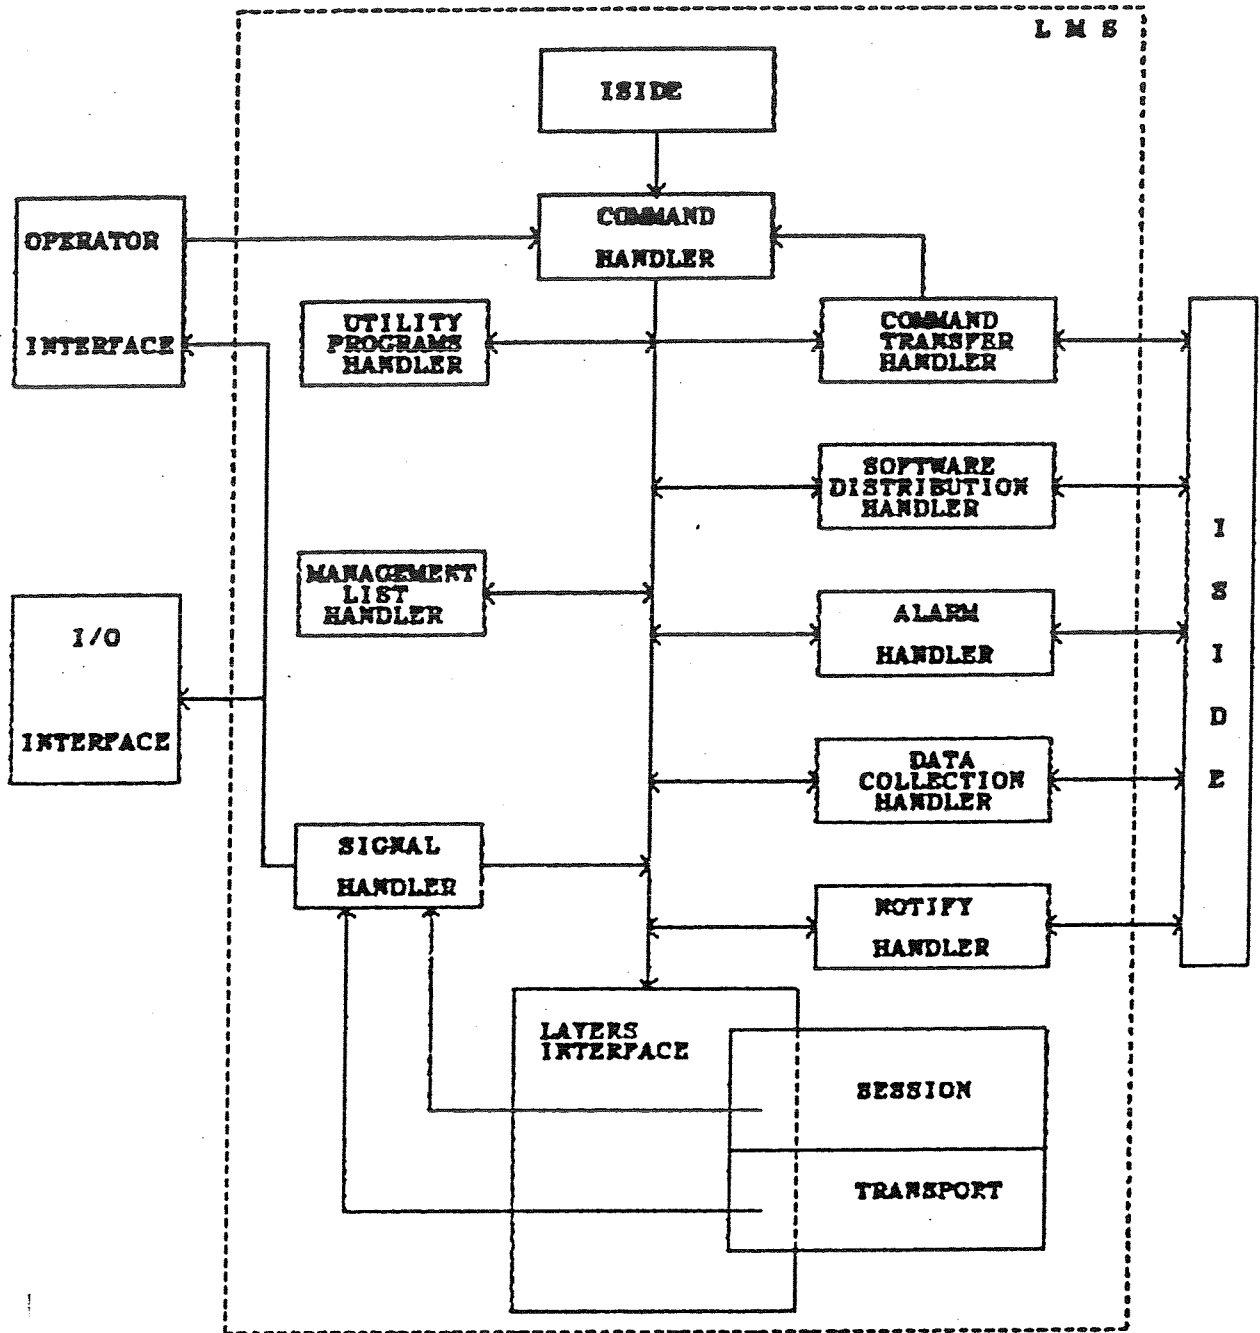 L M S
ISIDE
COMMAND
HANDLER
OPERATOR
INTERFACE
UTILITY
PROGRAMS
HANDLER
COMMAND
TRANSFER
HANDLER
SOFTWARE
DISTRIBUTION
HANDLER
I
S
I
D
E
MANAGEMENT
LIST
HANDLER
ALARM
HANDLER
I/O
INTERFACE
DATA
COLLECTION
HANDLER
SIGNAL
HANDLER
NOTIFY
HANDLER
LAYERS
INTERFACE
SESSION
TRANSPORT